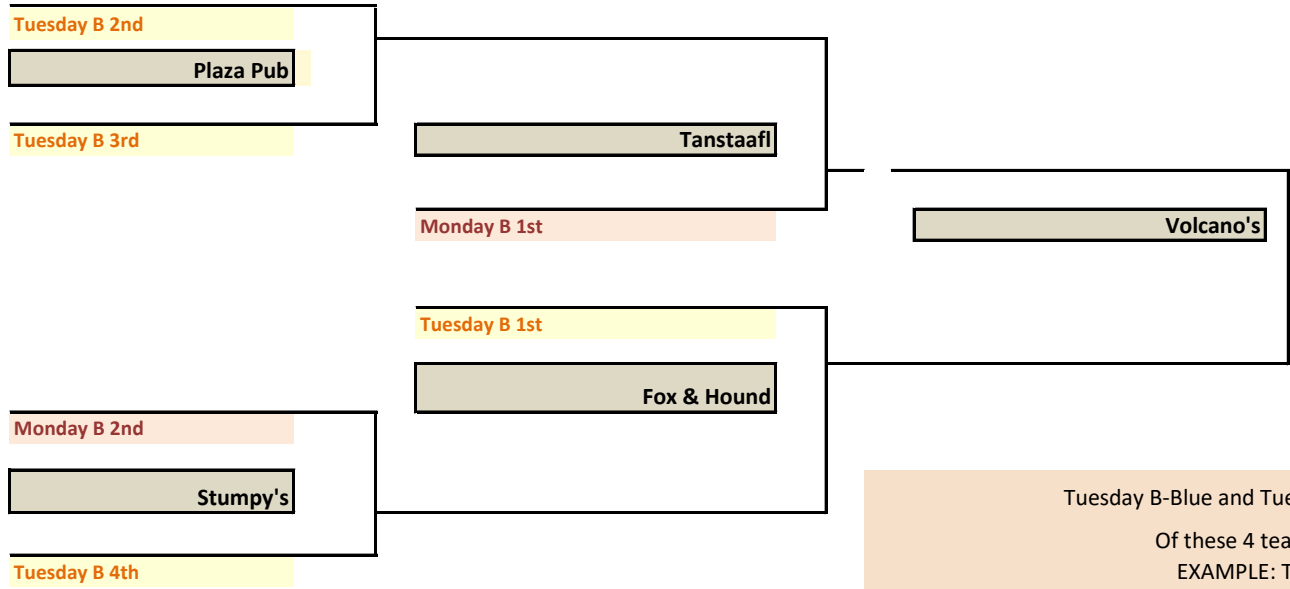 Tuesday B 2nd
Plaza Pub
Tuesday B 3rd
Tanstaafl
Monday B 1st
Volcano's
Tuesday B 1st
Fox & Hound
Monday B 2nd
Stumpy's
Tuesday B 4th
Tuesday B-Blue and Tue
Of these 4 tea
EXAMPLE: T